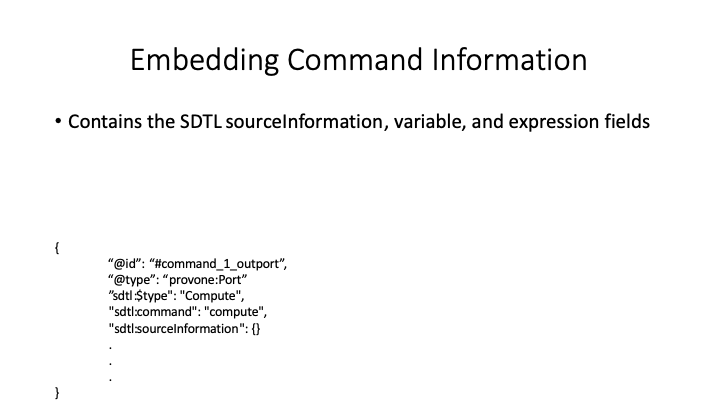 Embedding Command Information
• Contains the SDTL sourceInformation, variable, and expression fields
{
“@id”: “#command_1_outport”,
“@type”: “provone:Port”
”sdtl:$type": "Compute",
"sdtl:command": "compute",
"sdtl:sourceInformation": {}
.
.
.
}